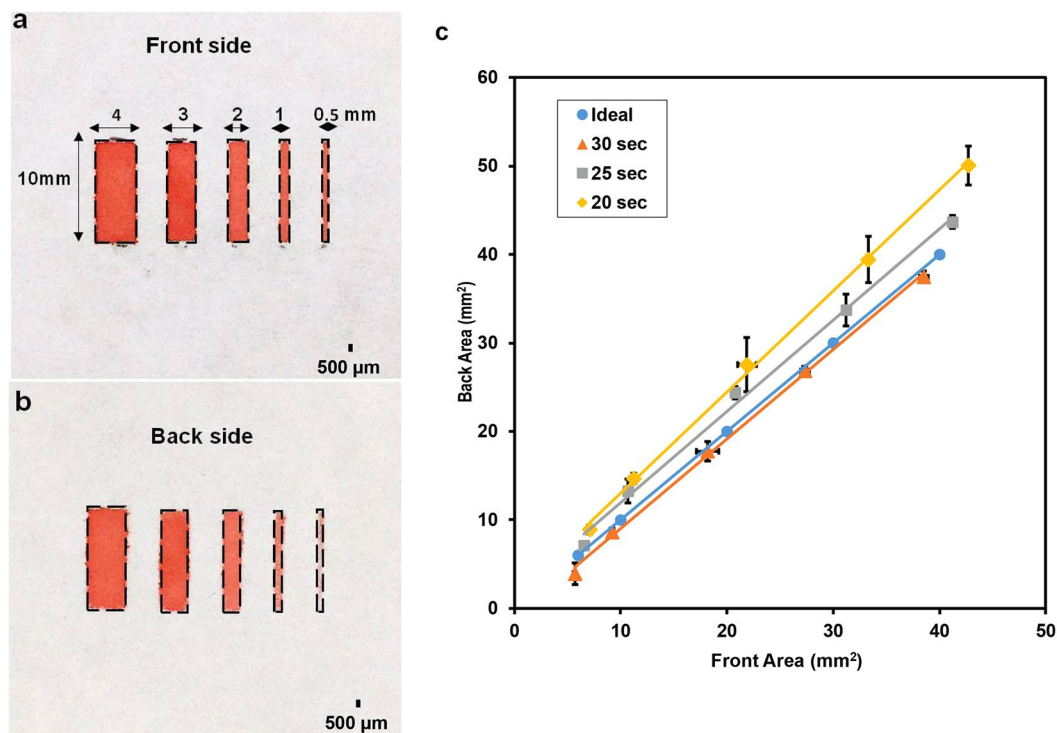 a
Front side
4 3 2 1 0.5 mm
10mm
500 µm
b
Back side
500 µm
c
60
50
40
30
20
10
0
Back Area (mm²)
Ideal
30 sec
25 sec
20 sec
0 10 20 30 40 50
Front Area (mm²)